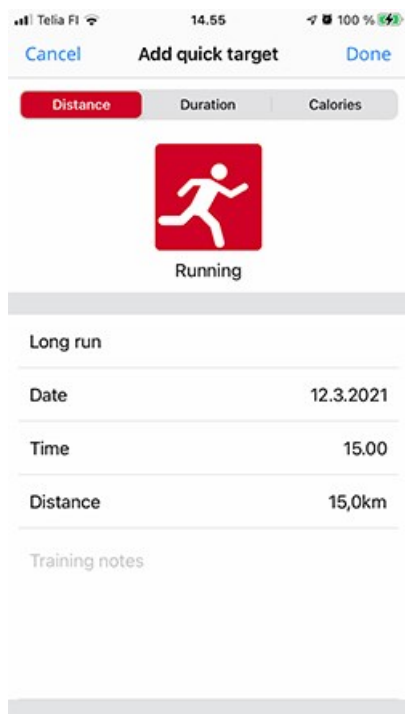 Telia FI 14.55 100 %
Cancel Add quick target Done
Distance Duration Calories
Running
Long run
Date 12.3.2021
Time 15.00
Distance 15,0km
Training notes